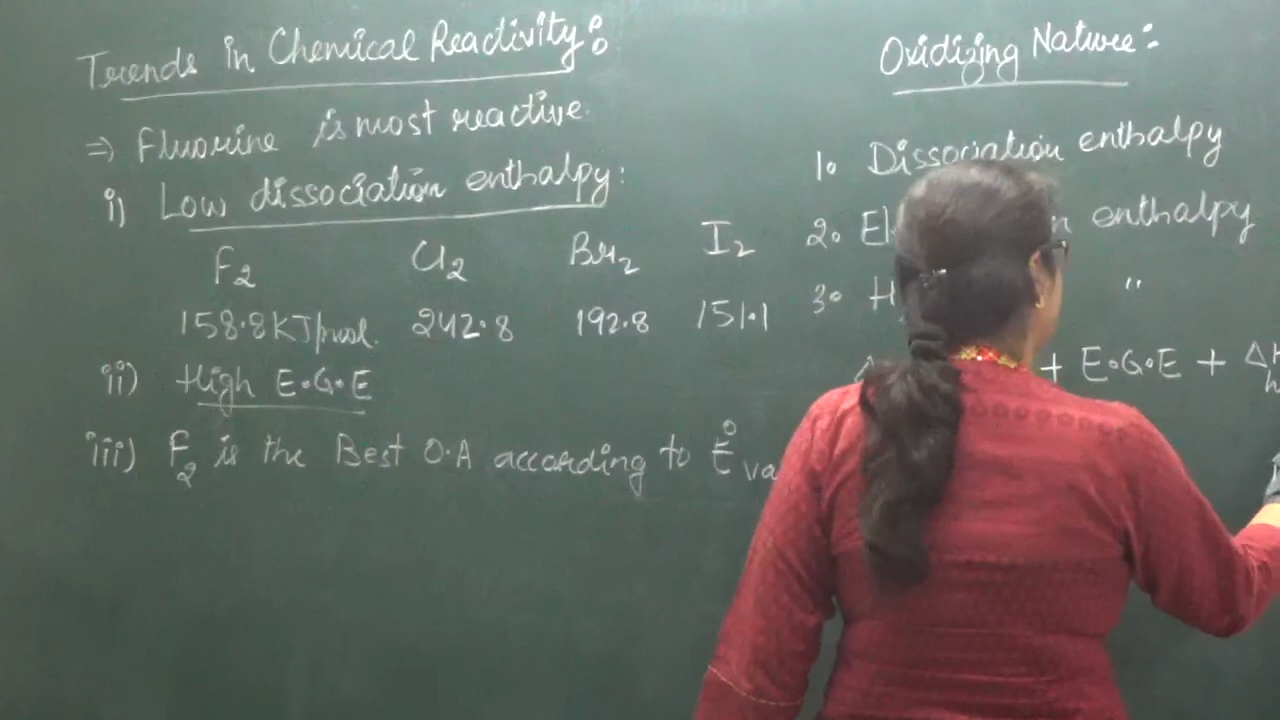 Trends in Chemical Reactivity:
⇒ Fluorine is most reactive.
i) Low dissociation enthalpy:
F₂ Cl₂ Br₂ I₂
158.8 KJ/mol. 242.8 192.8 151.1
ii) High E.G.E
iii) F₂ is the Best O.A according to E°
Oxidizing Nature:-
1. Dissociation enthalpy
2. enthalpy
3. "
+ E.G.E +